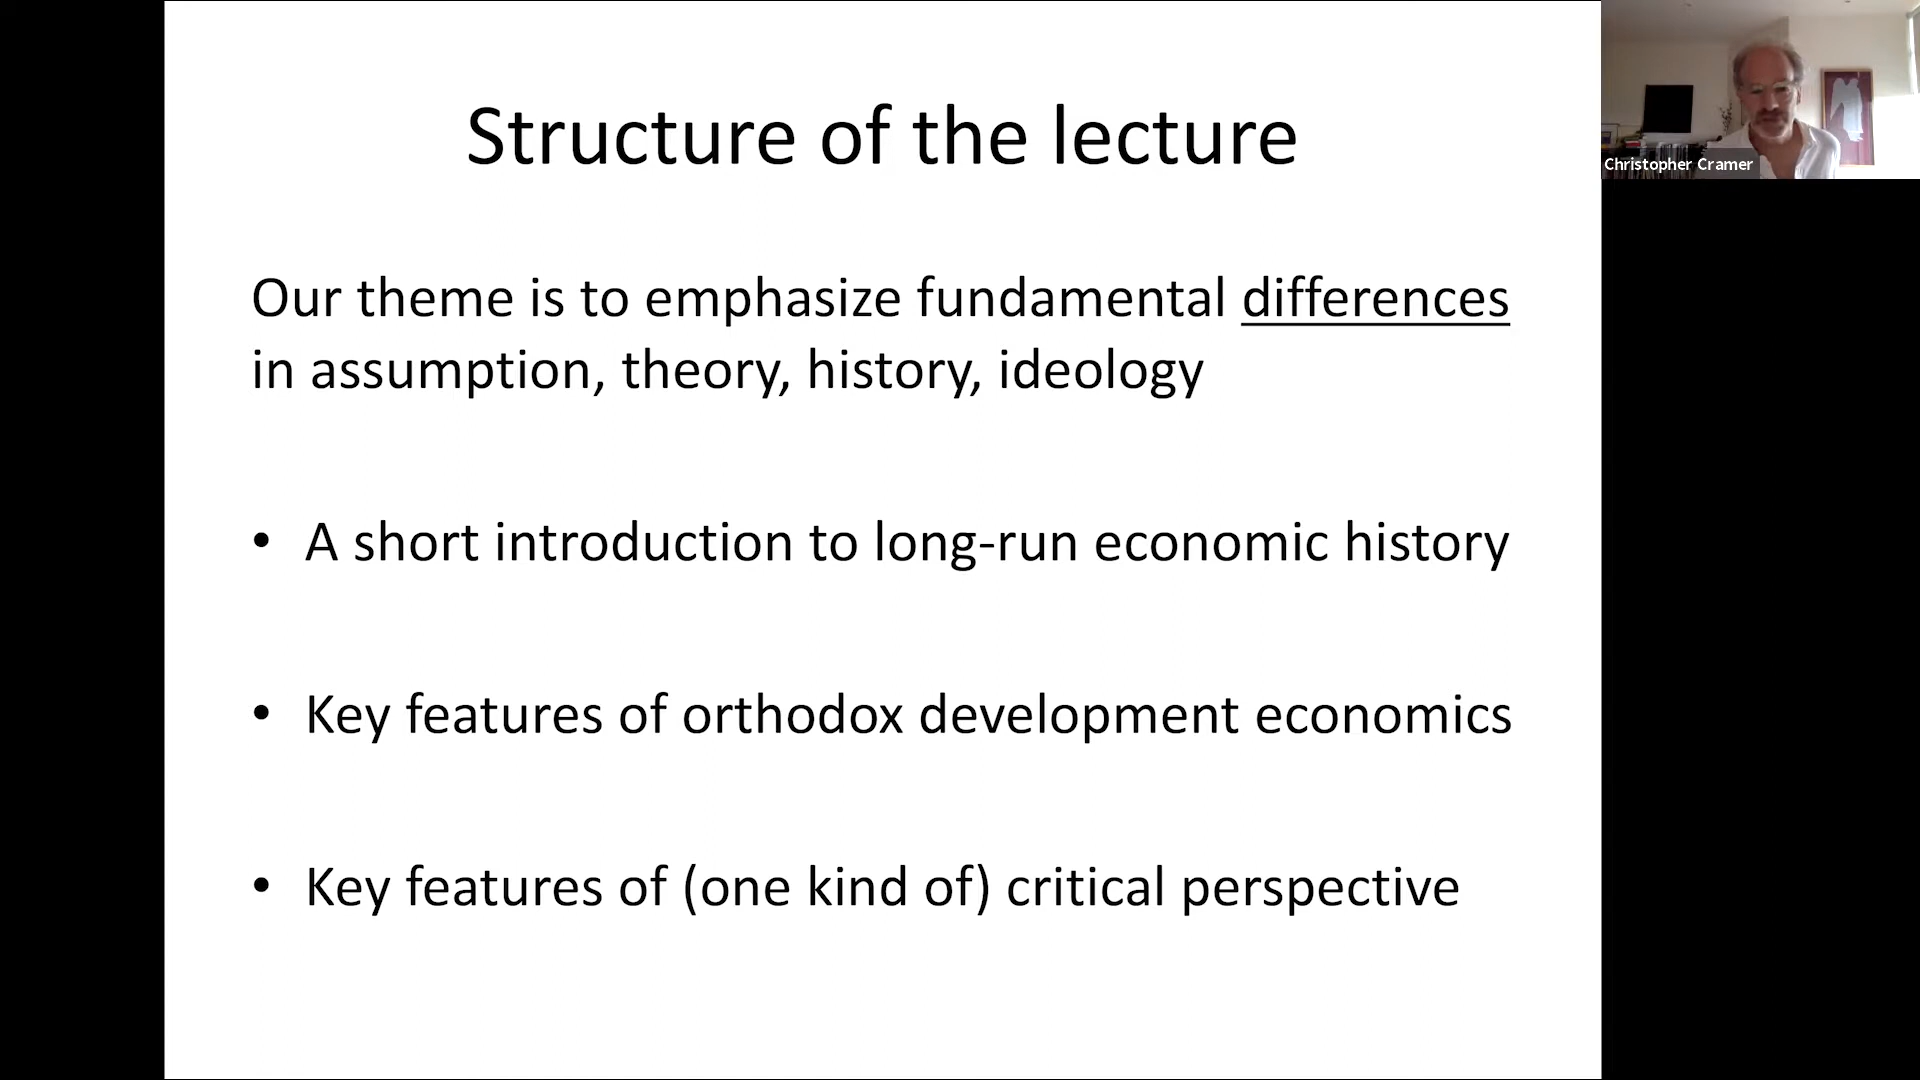 Structure of the lecture
Our theme is to emphasize fundamental differences
in assumption, theory, history, ideology
• A short introduction to long-run economic history
• Key features of orthodox development economics
• Key features of (one kind of) critical perspective
Christopher Cramer